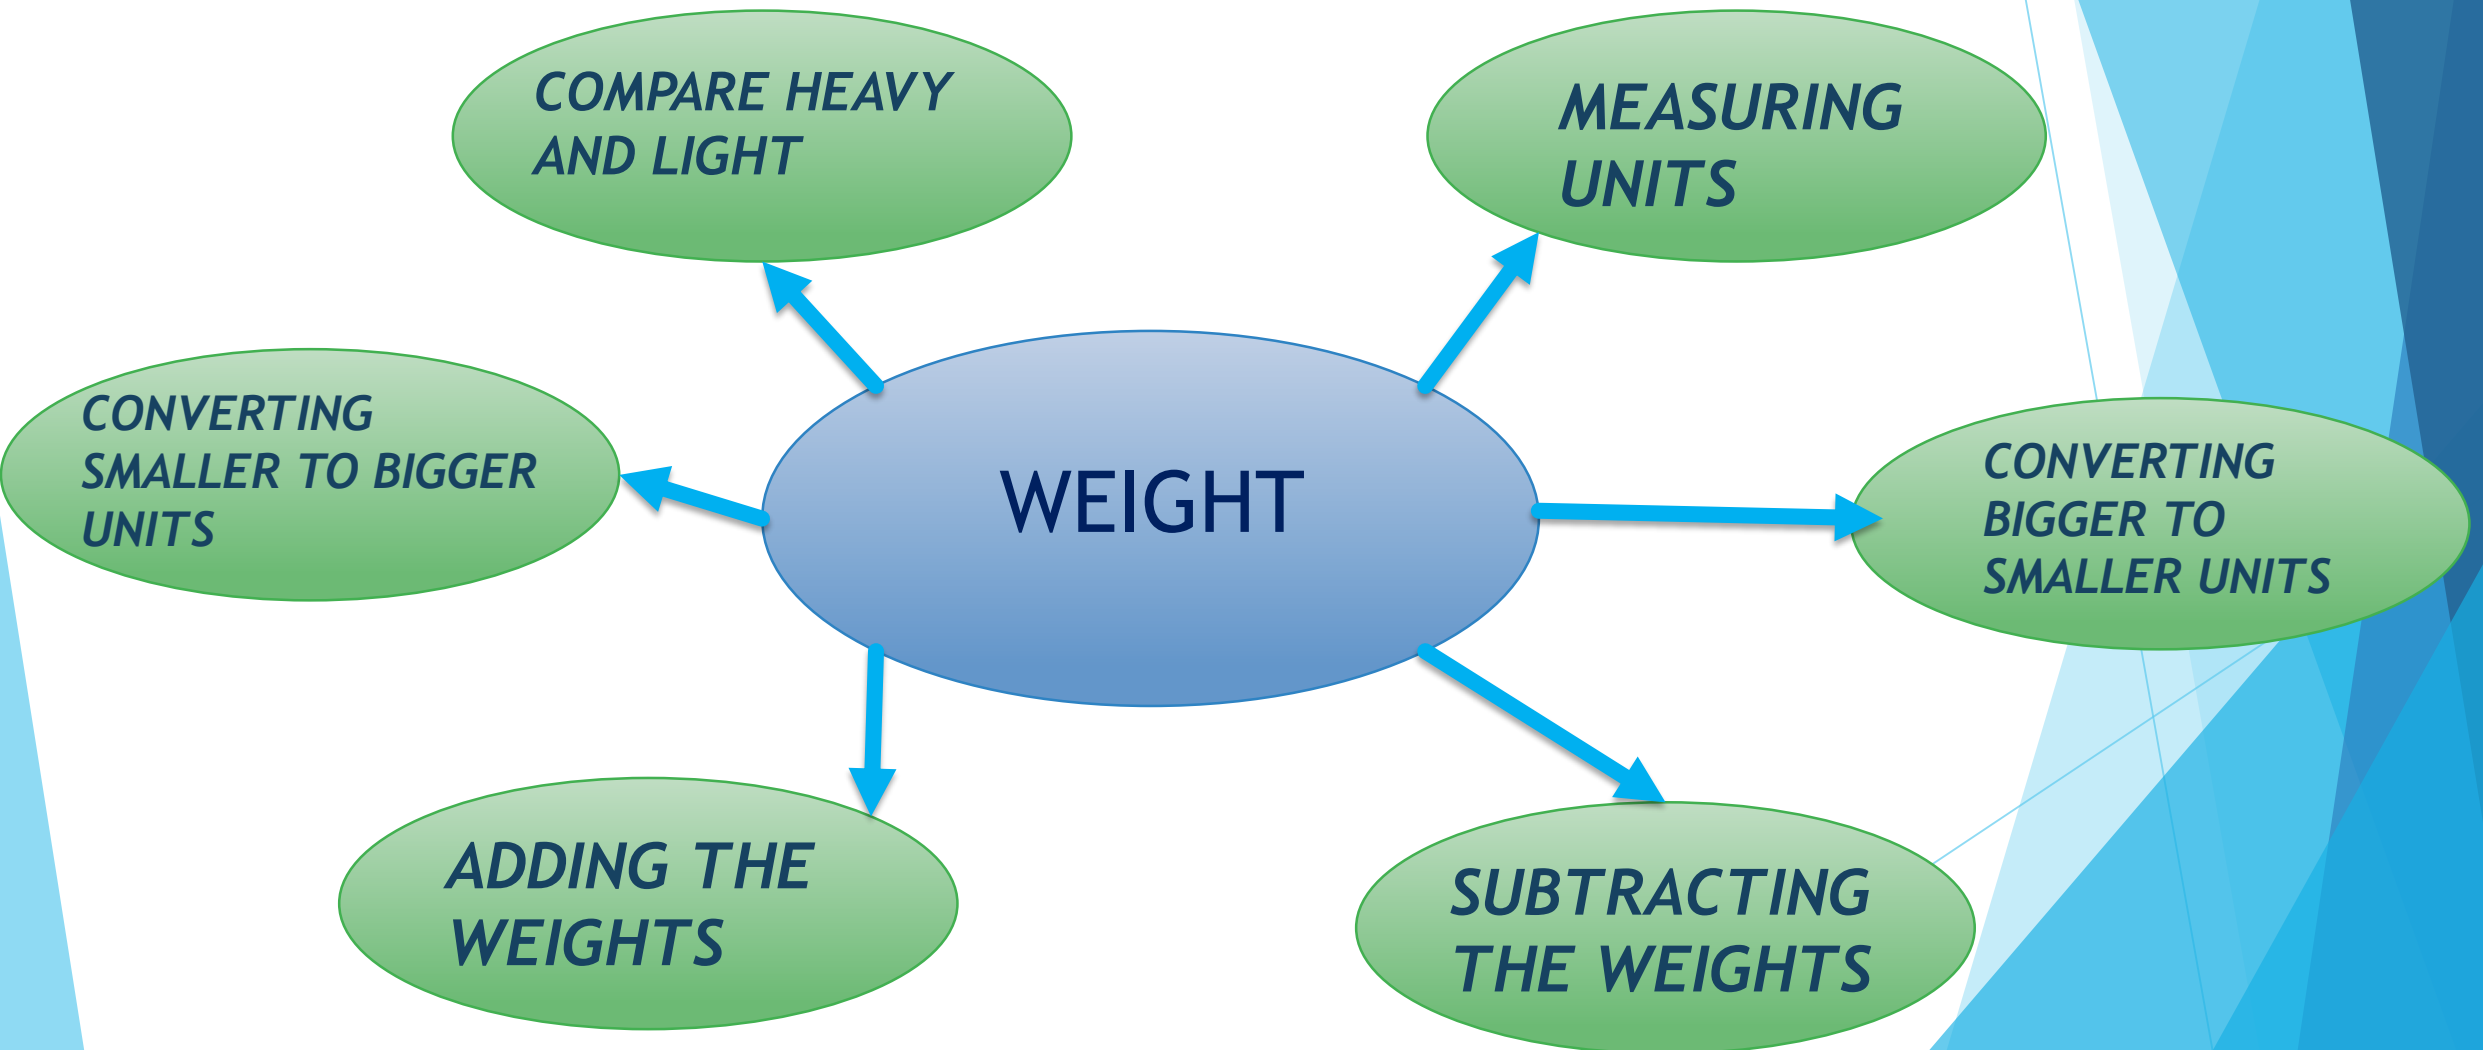 COMPARE HEAVY
AND LIGHT
MEASURING
UNITS
CONVERTING
SMALLER TO BIGGER
UNITS
WEIGHT
CONVERTING
BIGGER TO
SMALLER UNITS
ADDING THE
WEIGHTS
SUBTRACTING
THE WEIGHTS